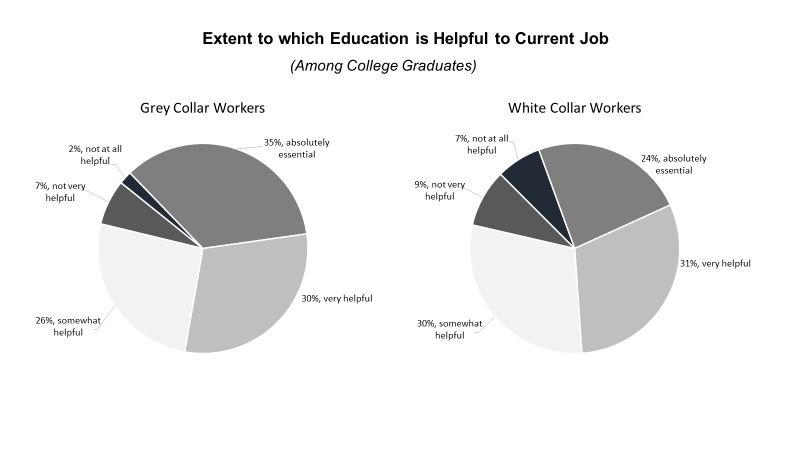 Extent to which Education is Helpful to Current Job
(Among College Graduates)
Grey Collar Workers
2%, not at all
helpful
35%, absolutely
essential
7%, not very
helpful
30%, very helpful
26%, somewhat
helpful
White Collar Workers
7%, not at all
helpful
24%, absolutely
essential
9%, not very
helpful
31%, very helpful
30%, somewhat
helpful